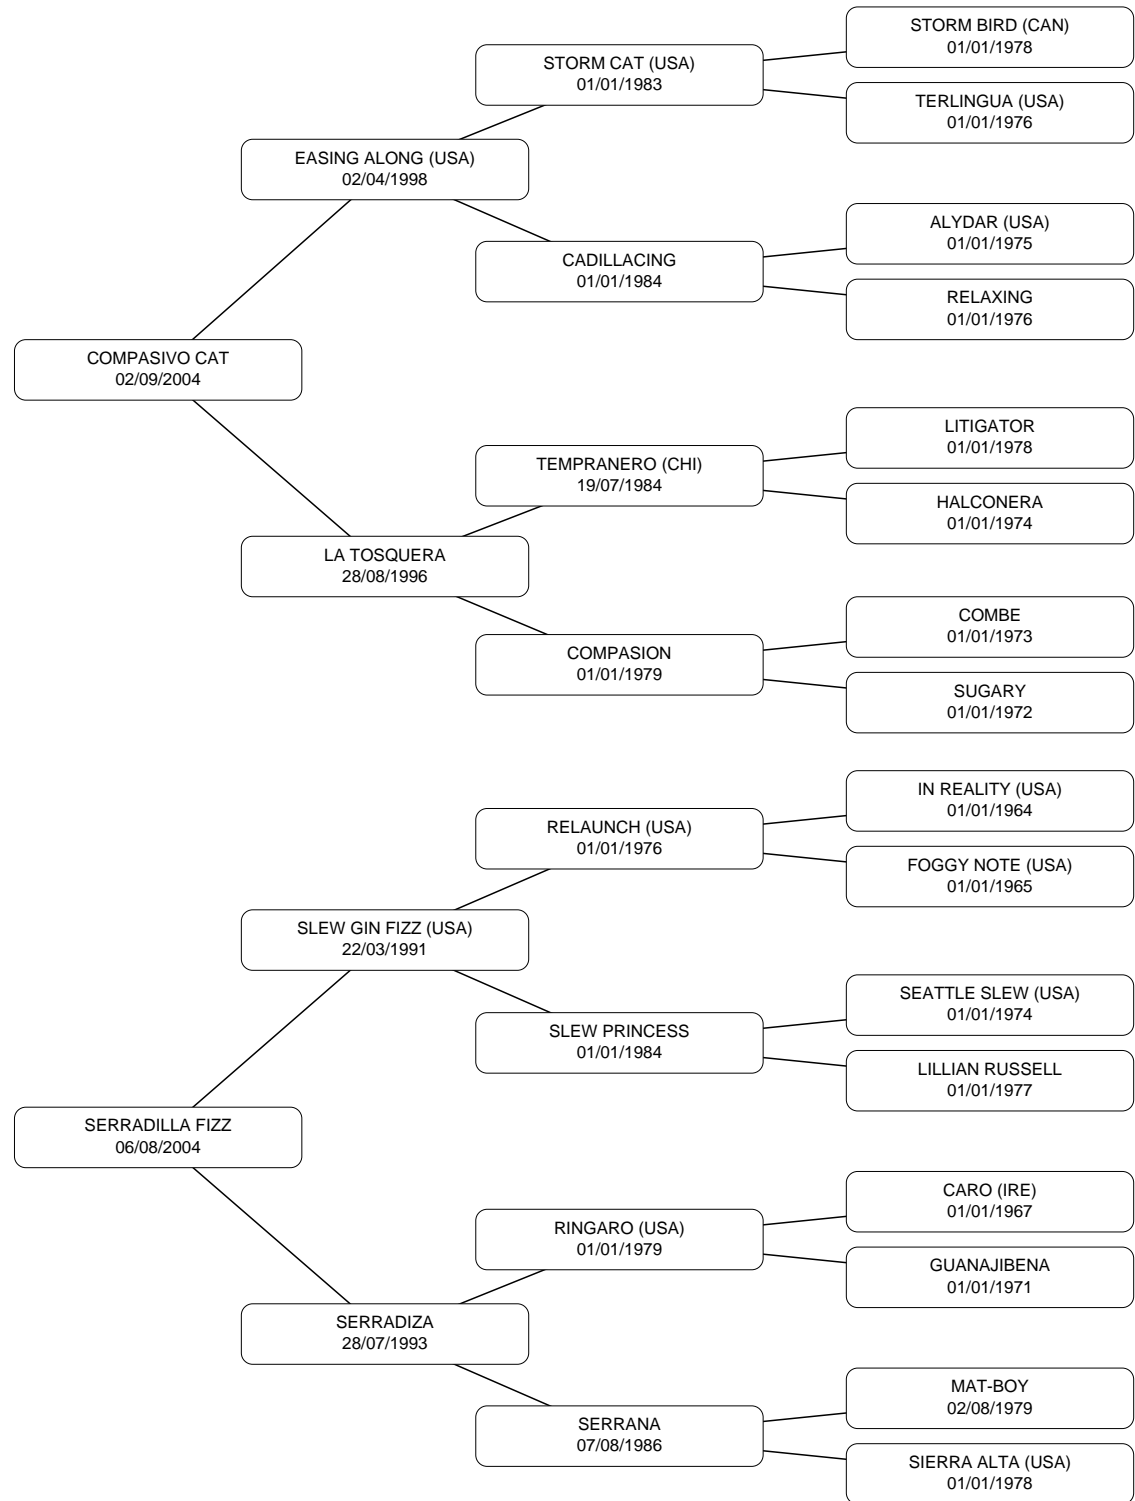 STORM BIRD (CAN)
01/01/1978
STORM CAT (USA)
01/01/1983
TERLINGUA (USA)
01/01/1976
EASING ALONG (USA)
02/04/1998
ALYDAR (USA)
01/01/1975
CADILLACING
01/01/1984
RELAXING
01/01/1976
COMPASIVO CAT
02/09/2004
LITIGATOR
01/01/1978
TEMPRANERO (CHI)
19/07/1984
HALCONERA
01/01/1974
LA TOSQUERA
28/08/1996
COMBE
01/01/1973
COMPASION
01/01/1979
SUGARY
01/01/1972
IN REALITY (USA)
01/01/1964
RELAUNCH (USA)
01/01/1976
FOGGY NOTE (USA)
01/01/1965
SLEW GIN FIZZ (USA)
22/03/1991
SEATTLE SLEW (USA)
01/01/1974
SLEW PRINCESS
01/01/1984
LILLIAN RUSSELL
01/01/1977
SERRADILLA FIZZ
06/08/2004
CARO (IRE)
01/01/1967
RINGARO (USA)
01/01/1979
GUANAJIBENA
01/01/1971
SERRADIZA
28/07/1993
MAT-BOY
02/08/1979
SERRANA
07/08/1986
SIERRA ALTA (USA)
01/01/1978